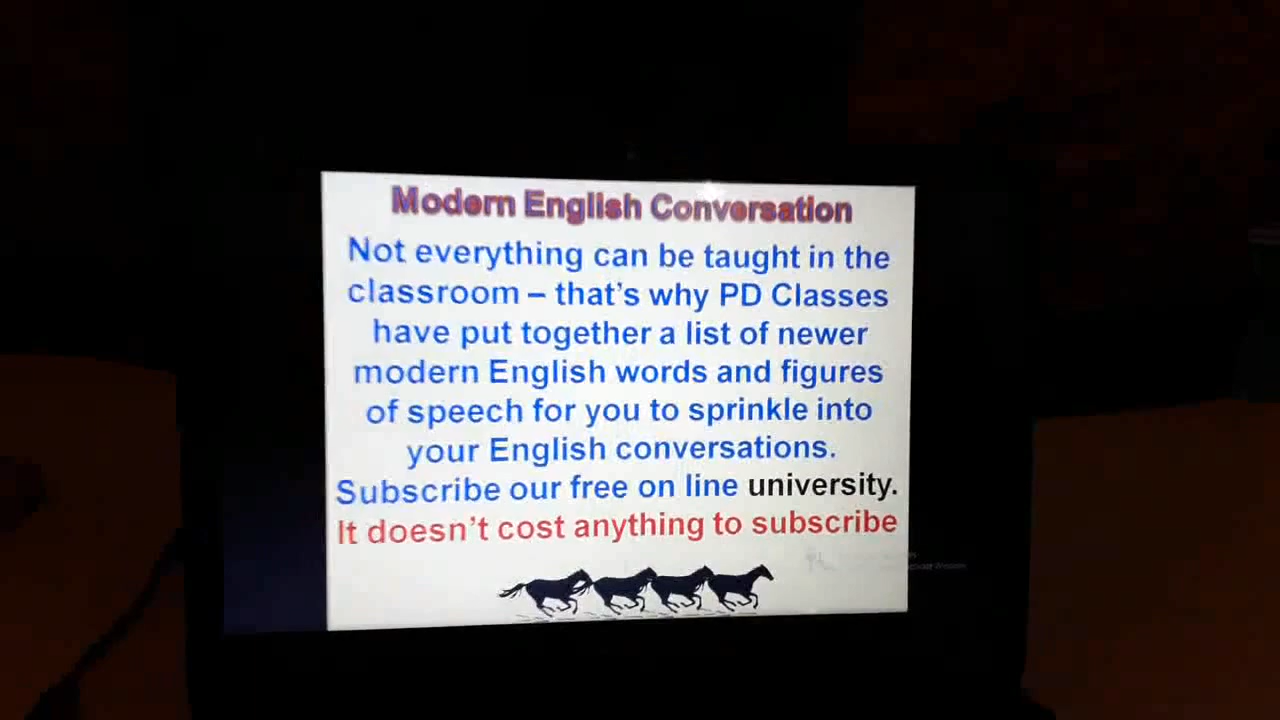 Modern English Conversation
Not everything can be taught in the
classroom – that's why PD Classes
have put together a list of newer
modern English words and figures
of speech for you to sprinkle into
your English conversations.
Subscribe our free on line university.
It doesn't cost anything to subscribe